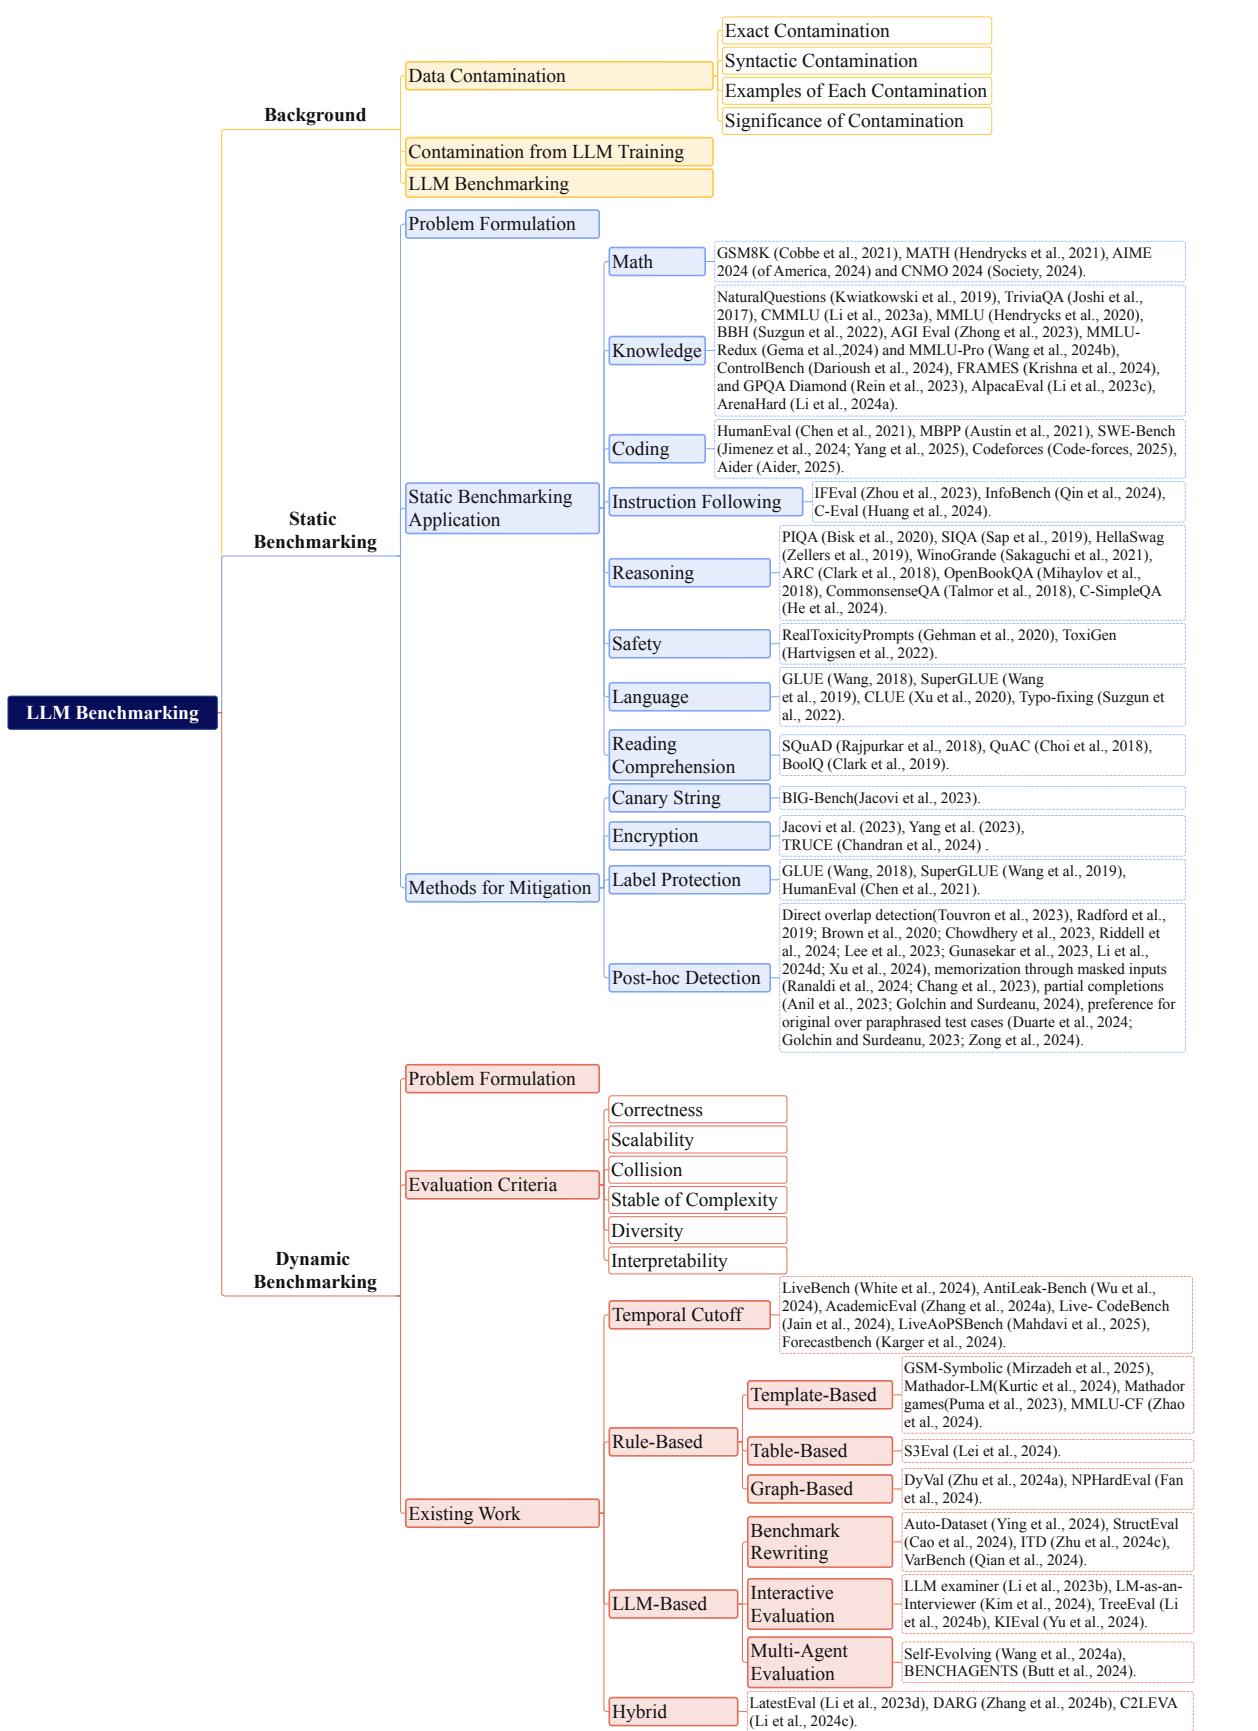 LLM Benchmarking
Background
Data Contamination
Exact Contamination
Syntactic Contamination
Examples of Each Contamination
Significance of Contamination
Contamination from LLM Training
LLM Benchmarking
Static
Benchmarking
Problem Formulation
Static Benchmarking
Application
Math
GSM8K (Cobbe et al., 2021), MATH (Hendrycks et al., 2021), AIME
2024 (of America, 2024) and CNMO 2024 (Society, 2024).
Knowledge
NaturalQuestions (Kwiatkowski et al., 2019), TriviaQA (Joshi et al.,
2017), CMMLU (Li et al., 2023a), MMLU (Hendrycks et al., 2020),
BBH (Suzgun et al., 2022), AGI Eval (Zhong et al., 2023), MMLU-
Redux (Gema et al.,2024) and MMLU-Pro (Wang et al., 2024b),
ControlBench (Darioush et al., 2024), FRAMES (Krishna et al., 2024),
and GPQA Diamond (Rein et al., 2023), AlpacaEval (Li et al., 2023c),
ArenaHard (Li et al., 2024a).
Coding
HumanEval (Chen et al., 2021), MBPP (Austin et al., 2021), SWE-Bench
(Jimenez et al., 2024; Yang et al., 2025), Codeforces (Code-forces, 2025),
Aider (Aider, 2025).
Instruction Following
IFEval (Zhou et al., 2023), InfoBench (Qin et al., 2024),
C-Eval (Huang et al., 2024).
Reasoning
PIQA (Bisk et al., 2020), SIQA (Sap et al., 2019), HellaSwag
(Zellers et al., 2019), WinoGrande (Sakaguchi et al., 2021),
ARC (Clark et al., 2018), OpenBookQA (Mihaylov et al.,
2018), CommonsenseQA (Talmor et al., 2018), C-SimpleQA
(He et al., 2024).
Safety
RealToxicityPrompts (Gehman et al., 2020), ToxiGen
(Hartvigsen et al., 2022).
Language
GLUE (Wang, 2018), SuperGLUE (Wang
et al., 2019), CLUE (Xu et al., 2020), Typo-fixing (Suzgun et
al., 2022).
Reading
Comprehension
SQuAD (Rajpurkar et al., 2018), QuAC (Choi et al., 2018),
BoolQ (Clark et al., 2019).
Methods for Mitigation
Canary String
BIG-Bench(Jacovi et al., 2023).
Encryption
Jacovi et al. (2023), Yang et al. (2023),
TRUCE (Chandran et al., 2024) .
Label Protection
GLUE (Wang, 2018), SuperGLUE (Wang et al., 2019),
HumanEval (Chen et al., 2021).
Post-hoc Detection
Direct overlap detection(Touvron et al., 2023), Radford et al.,
2019; Brown et al., 2020; Chowdhery et al., 2023, Riddell et
al., 2024; Lee et al., 2023; Gunasekar et al., 2023, Li et al.,
2024d; Xu et al., 2024), memorization through masked inputs
(Ranaldi et al., 2024; Chang et al., 2023), partial completions
(Anil et al., 2023; Golchin and Surdeanu, 2024), preference for
original over paraphrased test cases (Duarte et al., 2024;
Golchin and Surdeanu, 2023; Zong et al., 2024).
Dynamic
Benchmarking
Problem Formulation
Evaluation Criteria
Correctness
Scalability
Collision
Stable of Complexity
Diversity
Interpretability
Existing Work
Temporal Cutoff
LiveBench (White et al., 2024), AntiLeak-Bench (Wu et al.,
2024), AcademicEval (Zhang et al., 2024a), Live- CodeBench
(Jain et al., 2024), LiveAoPSBench (Mahdavi et al., 2025),
Forecastbench (Karger et al., 2024).
Rule-Based
Template-Based
GSM-Symbolic (Mirzadeh et al., 2025),
Mathador-LM(Kurtic et al., 2024), Mathador
games(Puma et al., 2023), MMLU-CF (Zhao
et al., 2024).
Table-Based
S3Eval (Lei et al., 2024).
Graph-Based
DyVal (Zhu et al., 2024a), NPHardEval (Fan
et al., 2024).
LLM-Based
Benchmark
Rewriting
Auto-Dataset (Ying et al., 2024), StructEval
(Cao et al., 2024), ITD (Zhu et al., 2024c),
VarBench (Qian et al., 2024).
Interactive
Evaluation
LLM examiner (Li et al., 2023b), LM-as-an-
Interviewer (Kim et al., 2024), TreeEval (Li
et al., 2024b), KIEval (Yu et al., 2024).
Multi-Agent
Evaluation
Self-Evolving (Wang et al., 2024a),
BENCHAGENTS (Butt et al., 2024).
Hybrid
LatestEval (Li et al., 2023d), DARG (Zhang et al., 2024b), C2LEVA
(Li et al., 2024c).